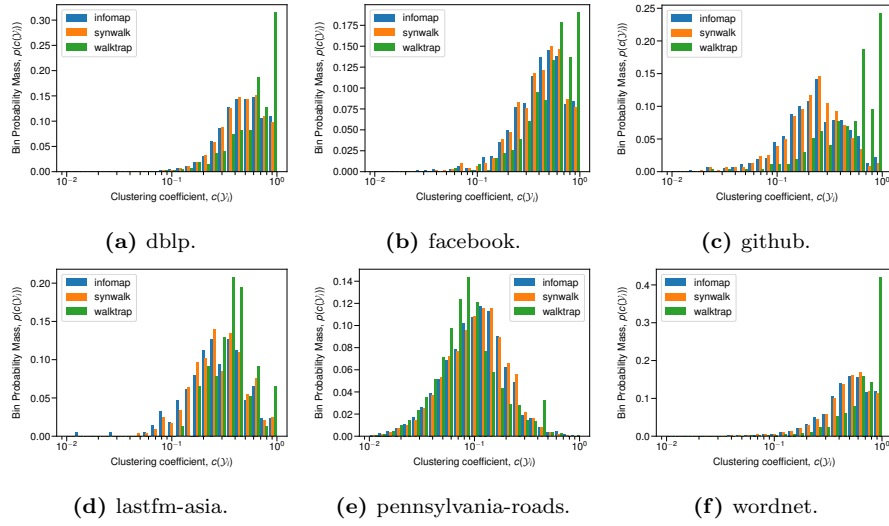 Bin Probability Mass, p(c(𝒴ᵢ))
0.30
0.25
0.20
0.15
0.10
0.05
0.00
infomap
synwalk
walktrap
10⁻² 10⁻¹ 10⁰
Clustering coefficient, c(𝒴ᵢ)
(a) dblp.
Bin Probability Mass, p(c(𝒴ᵢ))
0.175
0.150
0.125
0.100
0.075
0.050
0.025
0.000
infomap
synwalk
walktrap
10⁻² 10⁻¹ 10⁰
Clustering coefficient, c(𝒴ᵢ)
(b) facebook.
Bin Probability Mass, p(c(𝒴ᵢ))
0.25
0.20
0.15
0.10
0.05
0.00
infomap
synwalk
walktrap
10⁻² 10⁻¹ 10⁰
Clustering coefficient, c(𝒴ᵢ)
(c) github.
Bin Probability Mass, p(c(𝒴ᵢ))
0.20
0.15
0.10
0.05
0.00
infomap
synwalk
walktrap
10⁻² 10⁻¹ 10⁰
Clustering coefficient, c(𝒴ᵢ)
(d) lastfm-asia.
Bin Probability Mass, p(c(𝒴ᵢ))
0.14
0.12
0.10
0.08
0.06
0.04
0.02
0.00
infomap
synwalk
walktrap
10⁻² 10⁻¹ 10⁰
Clustering coefficient, c(𝒴ᵢ)
(e) pennsylvania-roads.
Bin Probability Mass, p(c(𝒴ᵢ))
0.4
0.3
0.2
0.1
0.0
infomap
synwalk
walktrap
10⁻² 10⁻¹ 10⁰
Clustering coefficient, c(𝒴ᵢ)
(f) wordnet.